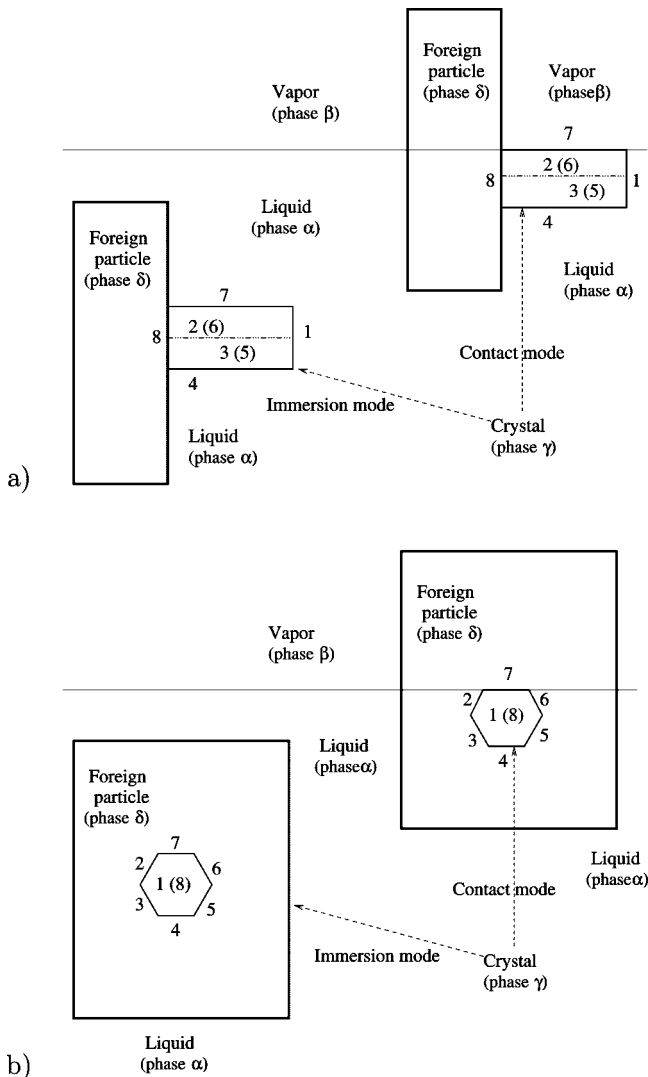 Foreign
particle
(phase δ)
Vapor
(phase β)
Vapor
(phaseβ)
7
2 (6)
8
1
3 (5)
4
Liquid
(phase α)
Liquid
(phase α)
Foreign
particle
(phase δ)
7
2 (6)
8
1
3 (5)
4
Contact mode
Immersion mode
Crystal
(phase γ)
Liquid
(phase α)
a)
Foreign
particle
(phase δ)
Vapor
(phase β)
7
2
6
1 (8)
3
5
4
Liquid
(phaseα)
Foreign
particle
(phase δ)
7
2
6
1 (8)
3
5
4
Liquid
(phaseα)
Contact mode
Immersion mode
Crystal
(phase γ)
Liquid
(phase α)
b)